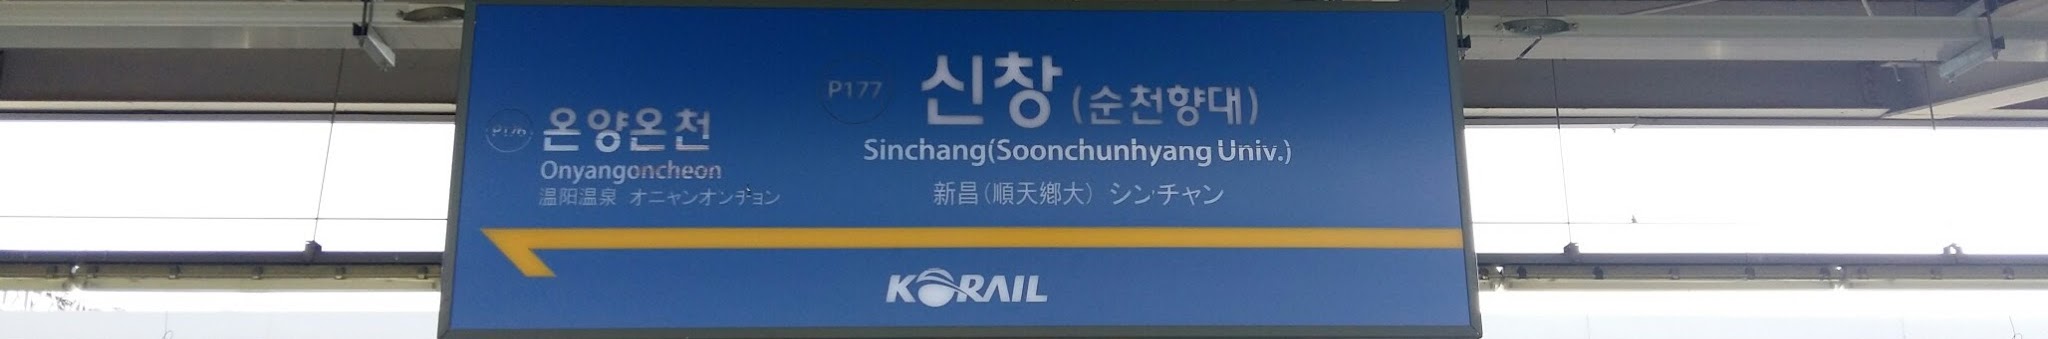 P176 온양온천
Onyangoncheon
温阳温泉 オニャンオンチョン
P177 신창 (순천향대)
Sinchang(Soonchunhyang Univ.)
新昌(順天鄕大) シンチャン
KORAIL